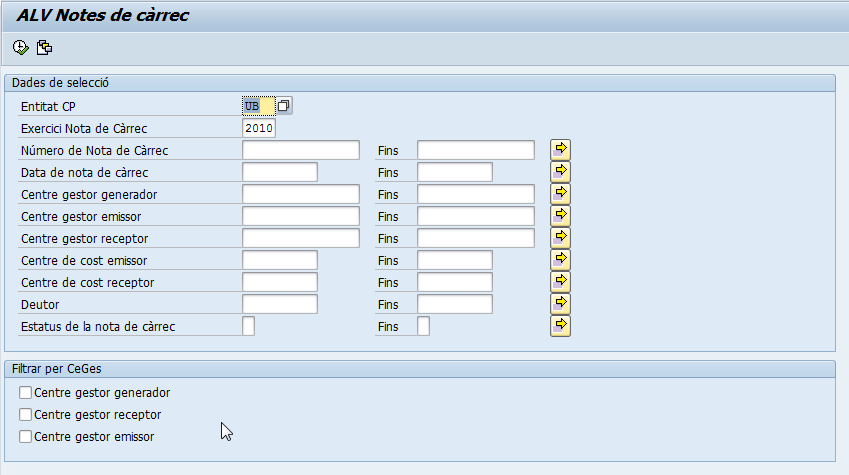 ALV Notes de càrrec
Dades de selecció
Entitat CP UB
Exercici Nota de Càrrec 2010
Número de Nota de Càrrec Fins
Data de nota de càrrec Fins
Centre gestor generador Fins
Centre gestor emissor Fins
Centre gestor receptor Fins
Centre de cost emissor Fins
Centre de cost receptor Fins
Deutor Fins
Estatus de la nota de càrrec Fins
Filtrar per CeGes
Centre gestor generador
Centre gestor receptor
Centre gestor emissor